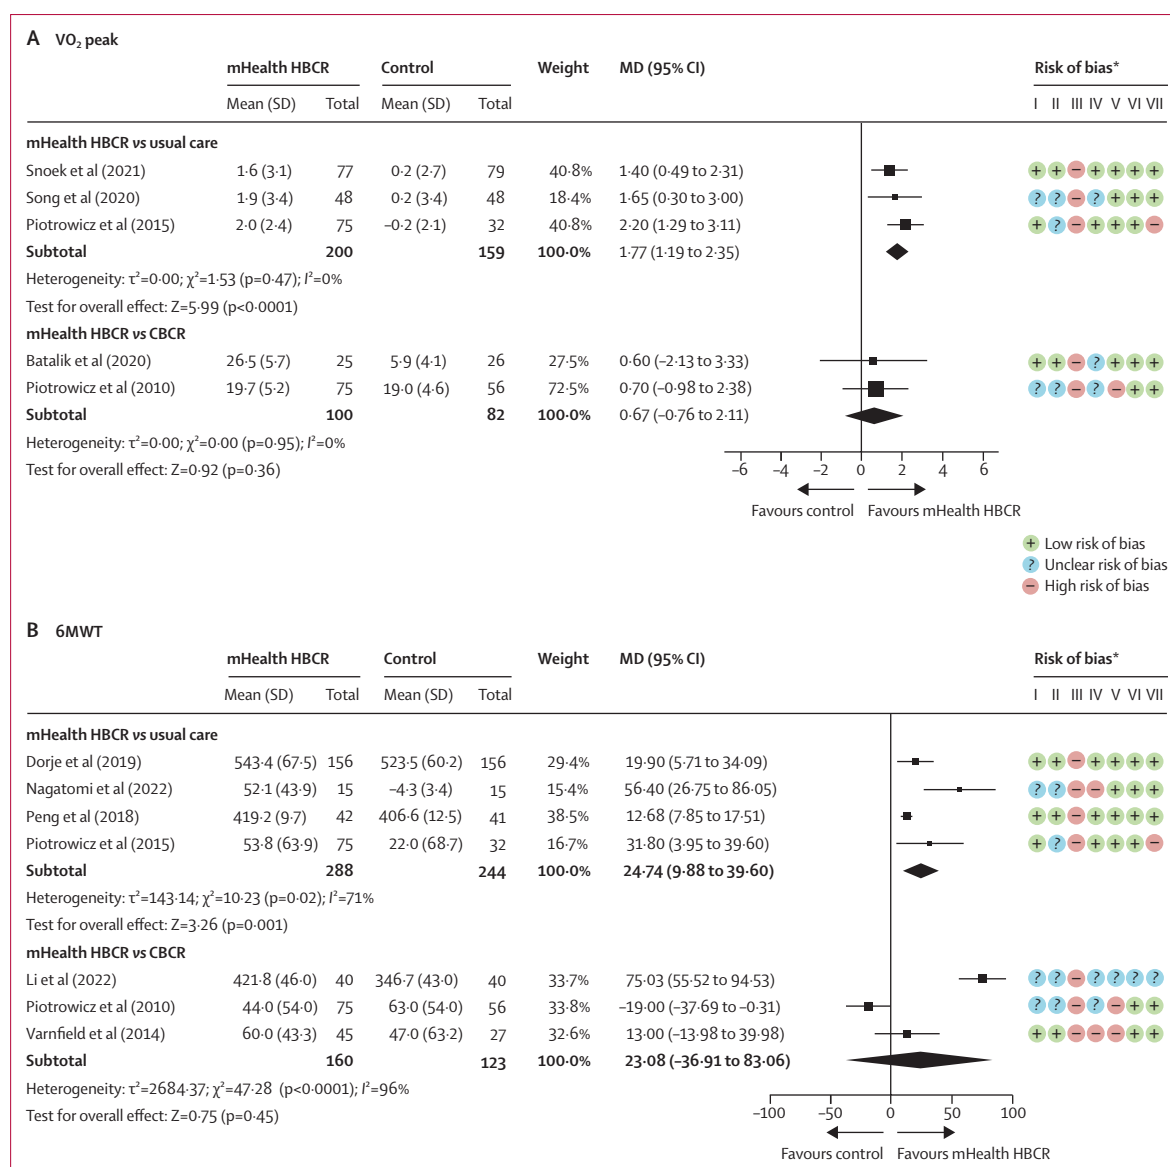 A VO₂ peak
mHealth HBCR Control Weight MD (95% CI) Risk of bias*
Mean (SD) Total Mean (SD) Total I II III IV V VI VII
mHealth HBCR vs usual care
Snoek et al (2021) 1·6 (3·1) 77 0·2 (2·7) 79 40·8% 1·40 (0·49 to 2·31) + + − + + + +
Song et al (2020) 1·9 (3·4) 48 0·2 (3·4) 48 18·4% 1·65 (0·30 to 3·00) ? ? − ? + + +
Piotrowicz et al (2015) 2·0 (2·4) 75 −0·2 (2·1) 32 40·8% 2·20 (1·29 to 3·11) + ? − + + + −
Subtotal 200 159 100·0% 1·77 (1·19 to 2·35)
Heterogeneity: τ²=0·00; χ²=1·53 (p=0·47); I²=0%
Test for overall effect: Z=5·99 (p<0·0001)
mHealth HBCR vs CBCR
Batalik et al (2020) 26·5 (5·7) 25 5·9 (4·1) 26 27·5% 0·60 (−2·13 to 3·33) + + − ? + + +
Piotrowicz et al (2010) 19·7 (5·2) 75 19·0 (4·6) 56 72·5% 0·70 (−0·98 to 2·38) ? ? − ? − + +
Subtotal 100 82 100·0% 0·67 (−0·76 to 2·11)
Heterogeneity: τ²=0·00; χ²=0·00 (p=0·95); I²=0%
Test for overall effect: Z=0·92 (p=0·36)
−6 −4 −2 0 2 4 6
Favours control Favours mHealth HBCR
+ Low risk of bias
? Unclear risk of bias
− High risk of bias
B 6MWT
mHealth HBCR Control Weight MD (95% CI) Risk of bias*
Mean (SD) Total Mean (SD) Total I II III IV V VI VII
mHealth HBCR vs usual care
Dorje et al (2019) 543·4 (67·5) 156 523·5 (60·2) 156 29·4% 19·90 (5·71 to 34·09) + + − + + + +
Nagatomi et al (2022) 52·1 (43·9) 15 −4·3 (3·4) 15 15·4% 56·40 (26·75 to 86·05) ? ? − − + + +
Peng et al (2018) 419·2 (9·7) 42 406·6 (12·5) 41 38·5% 12·68 (7·85 to 17·51) + + − + + + +
Piotrowicz et al (2015) 53·8 (63·9) 75 22·0 (68·7) 32 16·7% 31·80 (3·95 to 39·60) + ? − + + + −
Subtotal 288 244 100·0% 24·74 (9·88 to 39·60)
Heterogeneity: τ²=143·14; χ²=10·23 (p=0·02); I²=71%
Test for overall effect: Z=3·26 (p=0·001)
mHealth HBCR vs CBCR
Li et al (2022) 421·8 (46·0) 40 346·7 (43·0) 40 33·7% 75·03 (55·52 to 94·53) ? ? − ? ? ? ?
Piotrowicz et al (2010) 44·0 (54·0) 75 63·0 (54·0) 56 33·8% −19·00 (−37·69 to −0·31) ? ? − ? − + +
Varnfield et al (2014) 60·0 (43·3) 45 47·0 (63·2) 27 32·6% 13·00 (−13·98 to 39·98) + + − − − + +
Subtotal 160 123 100·0% 23·08 (−36·91 to 83·06)
Heterogeneity: τ²=2684·37; χ²=47·28 (p<0·0001); I²=96%
Test for overall effect: Z=0·75 (p=0·45)
−100 −50 0 50 100
Favours control Favours mHealth HBCR